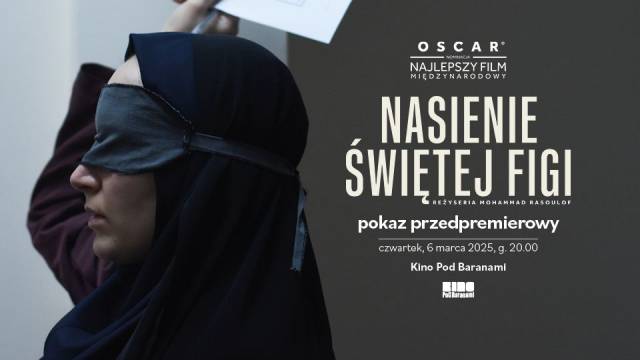 OSCAR®
NOMINACJA
NAJLEPSZY FILM
MIĘDZYNARODOWY
NASIENIE
ŚWIĘTEJ FIGI
REŻYSERIA MOHAMMAD RASOULOF
pokaz przedpremierowy
czwartek, 6 marca 2025, g. 20.00
Kino Pod Baranami
KINO
Pod Baranami